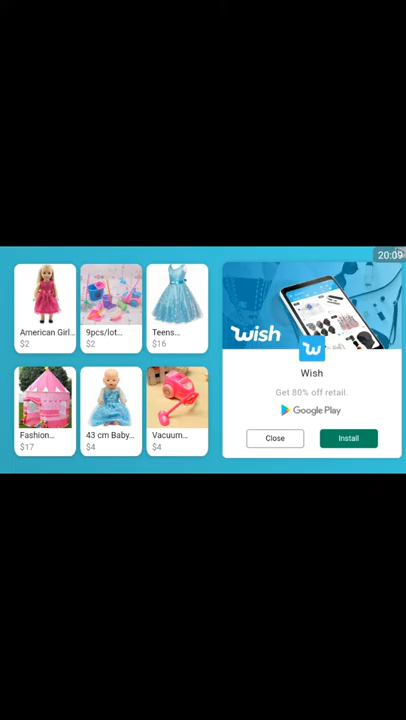 20:09
American Girl...
$2
9pcs/lot...
$2
Teens...
$16
Fashion...
$17
43 cm Baby...
$4
Vacuum...
$4
wish
w
Wish
Get 80% off retail.
Google Play
Close
Install